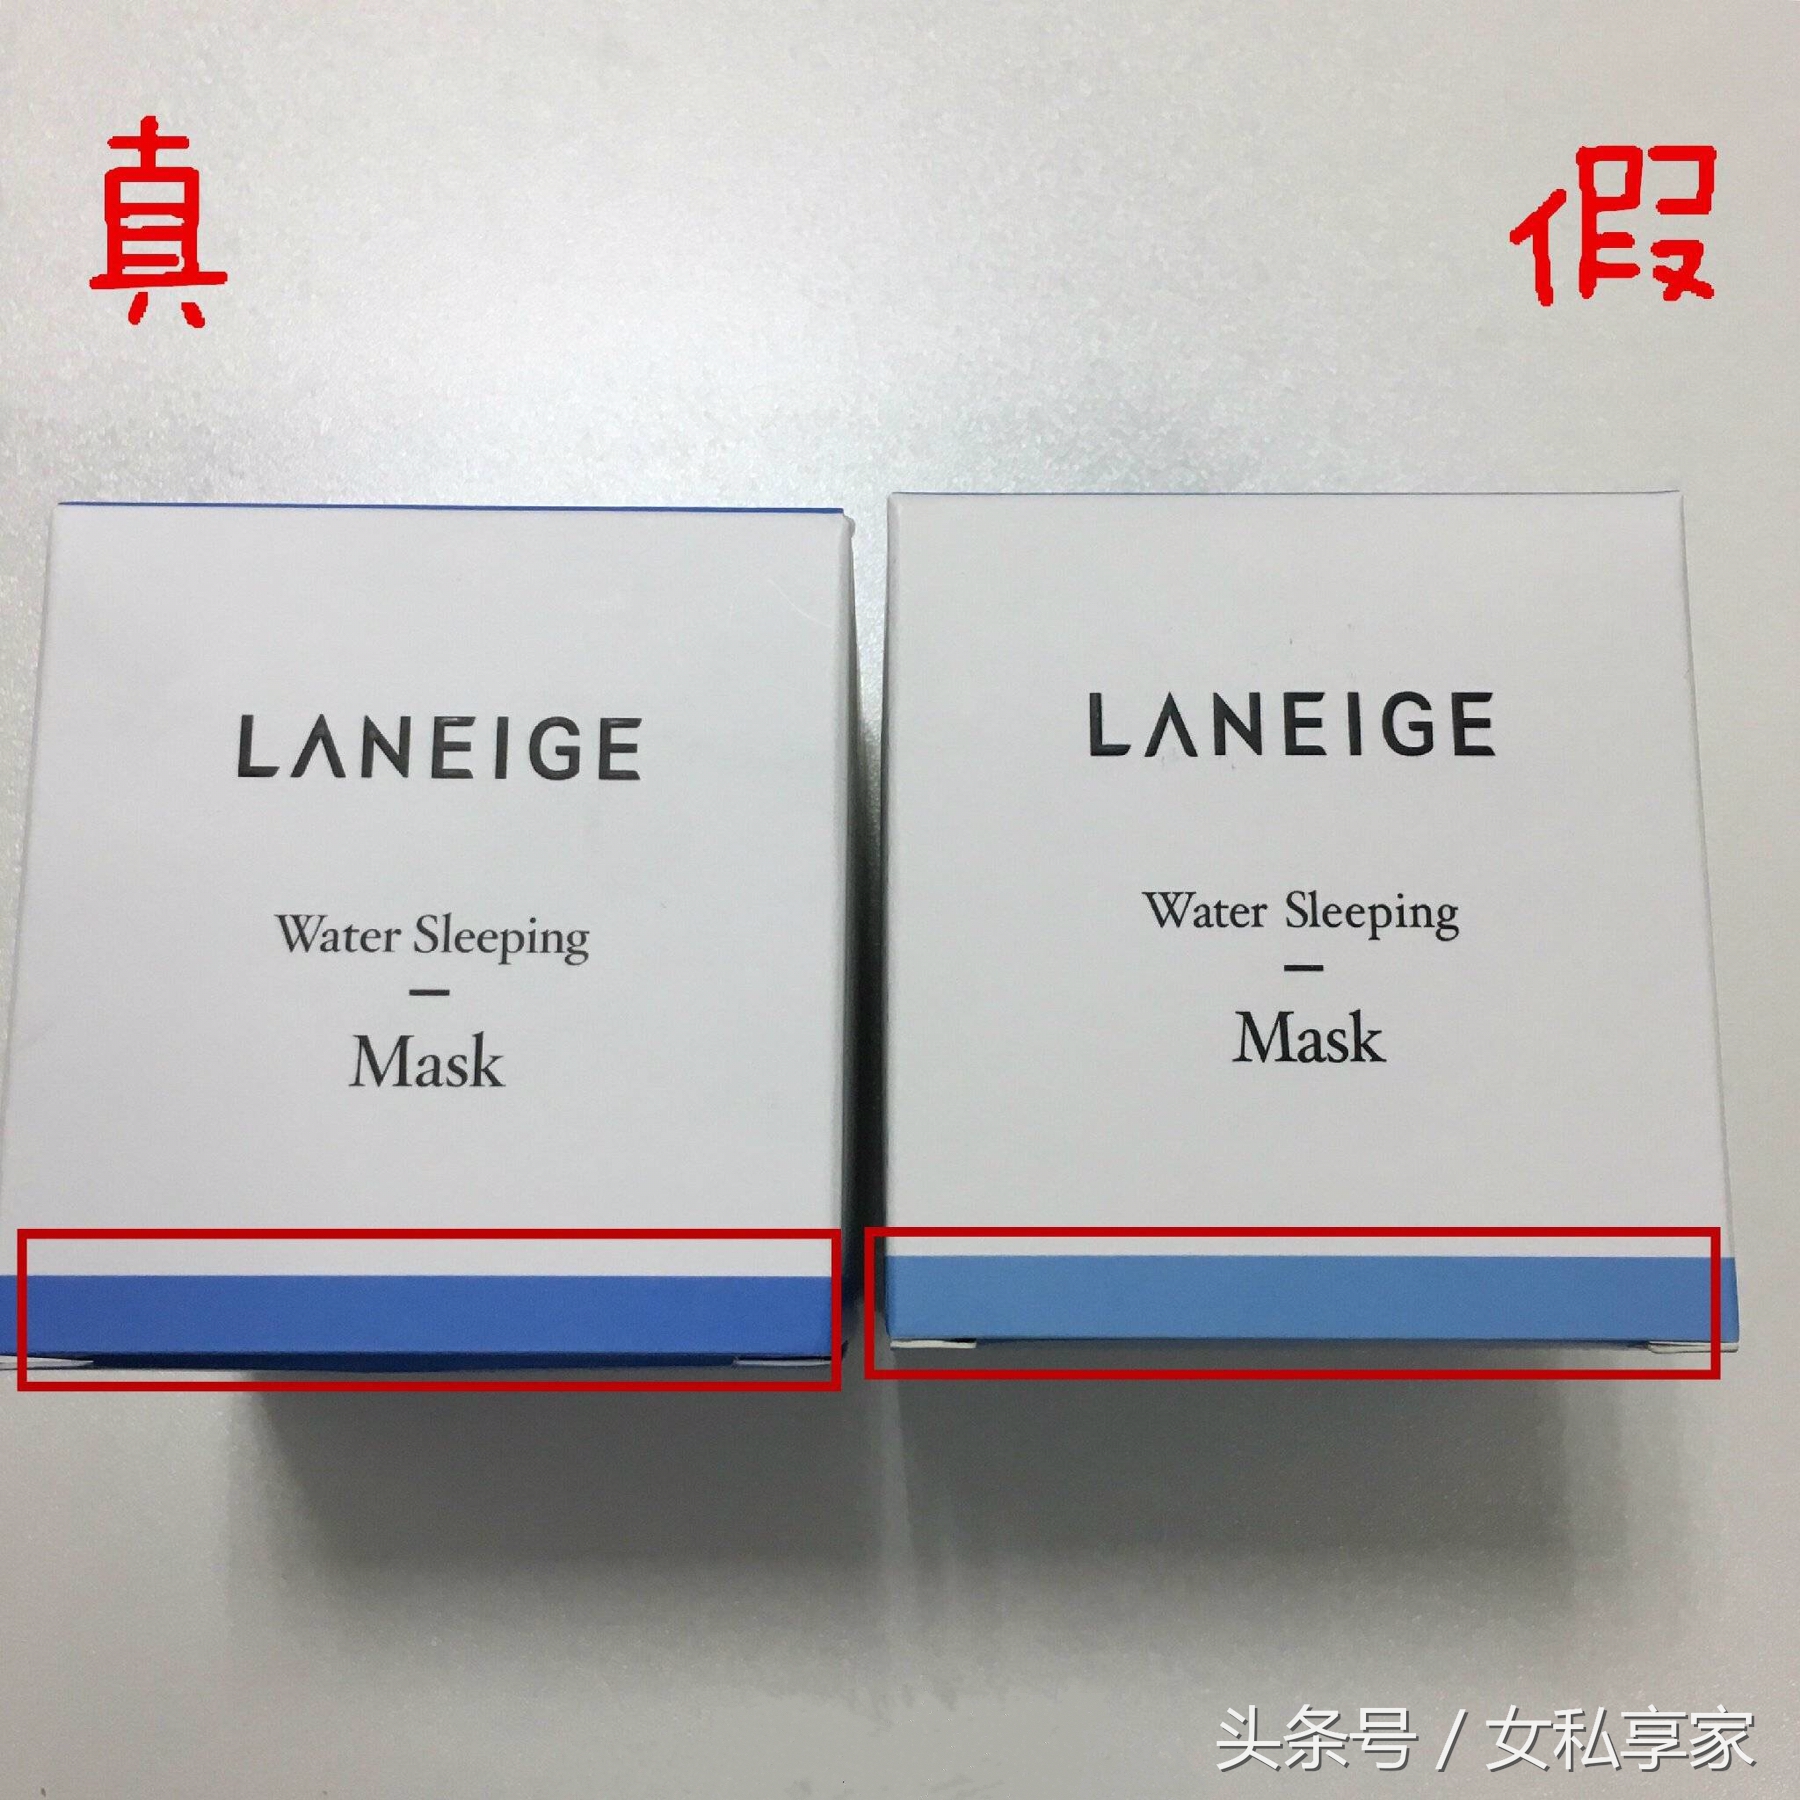 真
假
LANEIGE
Water Sleeping
Mask
LANEIGE
Water Sleeping
Mask
头条号 / 女私享家